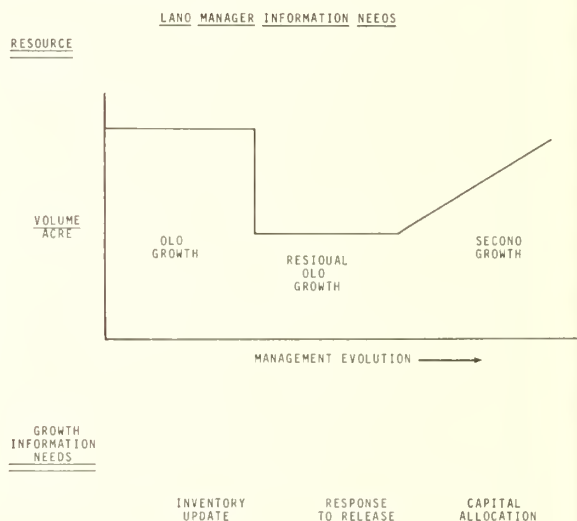 LANO MANAGER INFORMATION NEEOS
RESOURCE
VOLUME
ACRE
OLO
GROWTH
RESIOUAL
OLO
GROWTH
SECONO
GROWTH
MANAGEMENT EVOLUTION
GROWTH
INFORMATION
NEEDS
INVENTORY
UPDATE
RESPONSE
TO RELEASE
CAPITAL
ALLOCATION